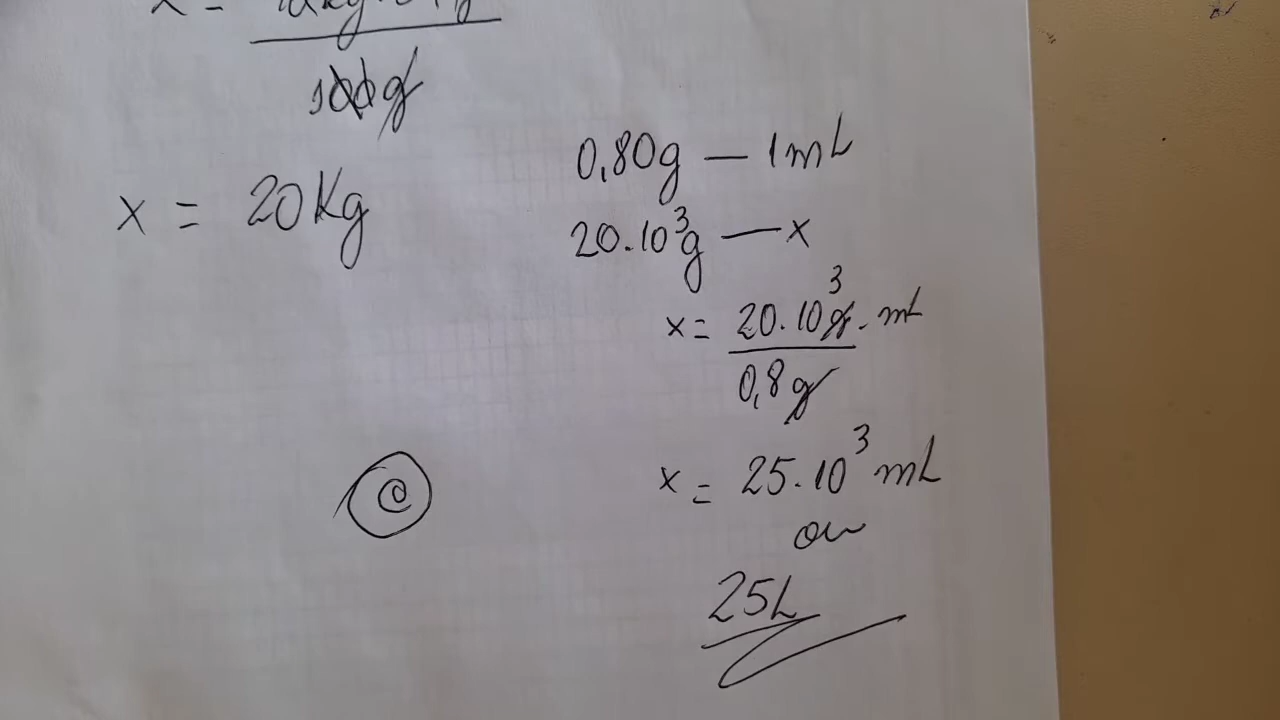 100g
x = 20Kg
0,80g — 1mL
20.10³g — x
x = 20.10³g . mL
0,8g
x = 25.10³ mL
ou
25L
@